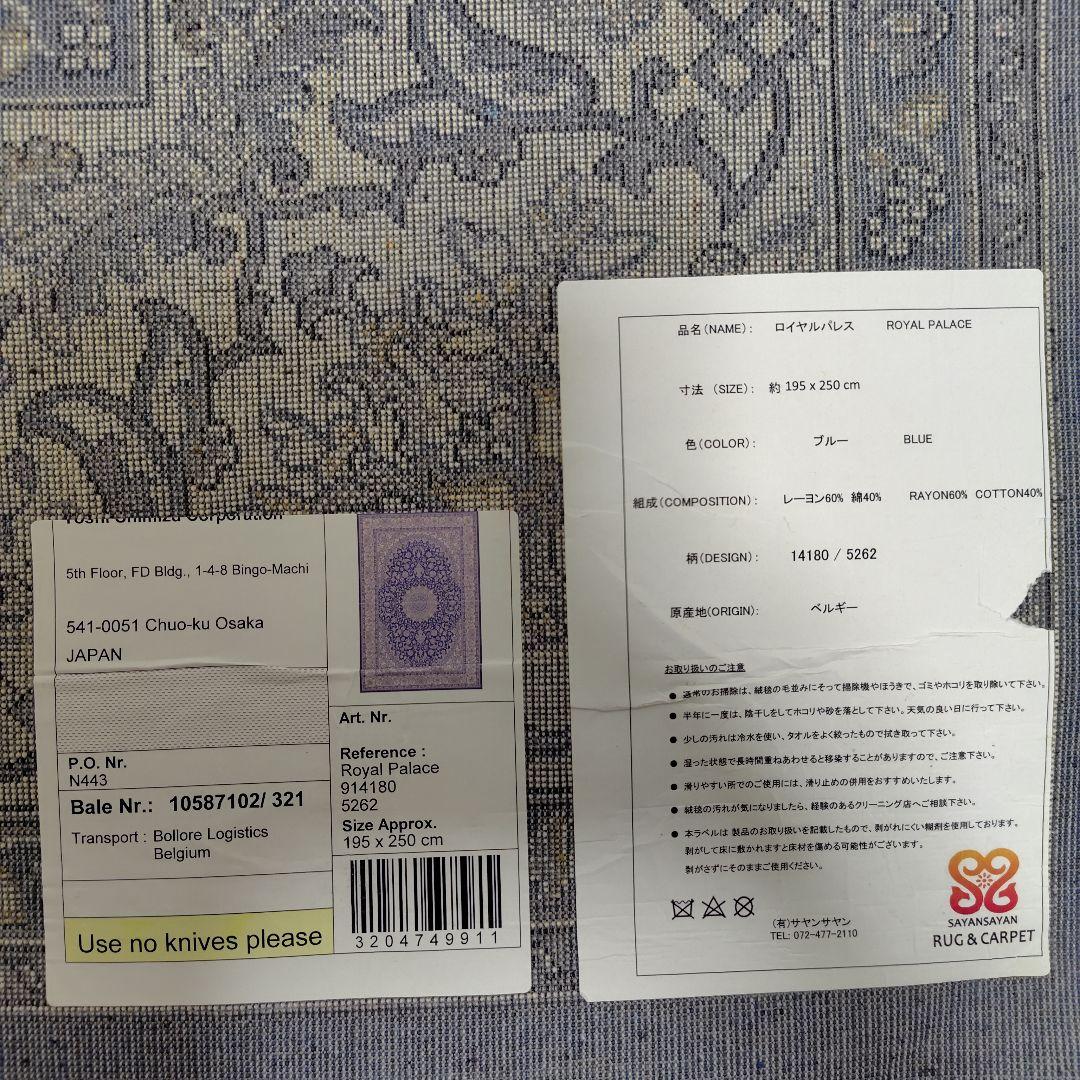 Yoshi Shimizu Corporation
5th Floor, FD Bldg., 1-4-8 Bingo-Machi
541-0051 Chuo-ku Osaka
JAPAN
P.O. Nr.
N443
Bale Nr.: 10587102/ 321
Transport : Bollore Logistics
Belgium
Use no knives please
Art. Nr.
Reference :
Royal Palace
914180
5262
Size Approx.
195 x 250 cm
3204749911
品名(NAME): ロイヤルパレス ROYAL PALACE
寸法 (SIZE): 約 195 x 250 cm
色(COLOR): ブルー BLUE
組成(COMPOSITION): レーヨン60% 綿40% RAYON60% COTTON40%
柄(DESIGN): 14180 / 5262
原産地(ORIGIN): ベルギー
お取り扱いのご注意
● 通常のお掃除は、絨毯の毛並みにそって掃除機やほうきで、ゴミやホコリを取り除いて下さい。
● 半年に一度は、陰干しをしてホコリや砂を落として下さい。天気の良い日に行って下さい。
● 少しの汚れは冷水を使い、タオルをよく絞ったもので拭き取って下さい。
● 湿った状態で長時間重ねあわせると移染することがありますので、ご注意下さい。
● 滑りやすい所でのご使用には、滑り止めの併用をおすすめいたします。
● 絨毯の汚れが気になりましたら、経験のあるクリーニング店へご相談下さい。
● 本ラベルは製品のお取り扱いを記載したもので、剥がれにくい糊剤を使用しております。
剥がして床に敷かれますと床材を傷める可能性がございます。
剥がさずにそのままご使用ください。
(有)サヤンサヤン
TEL: 072-477-2110
SAYANSAYAN
RUG & CARPET